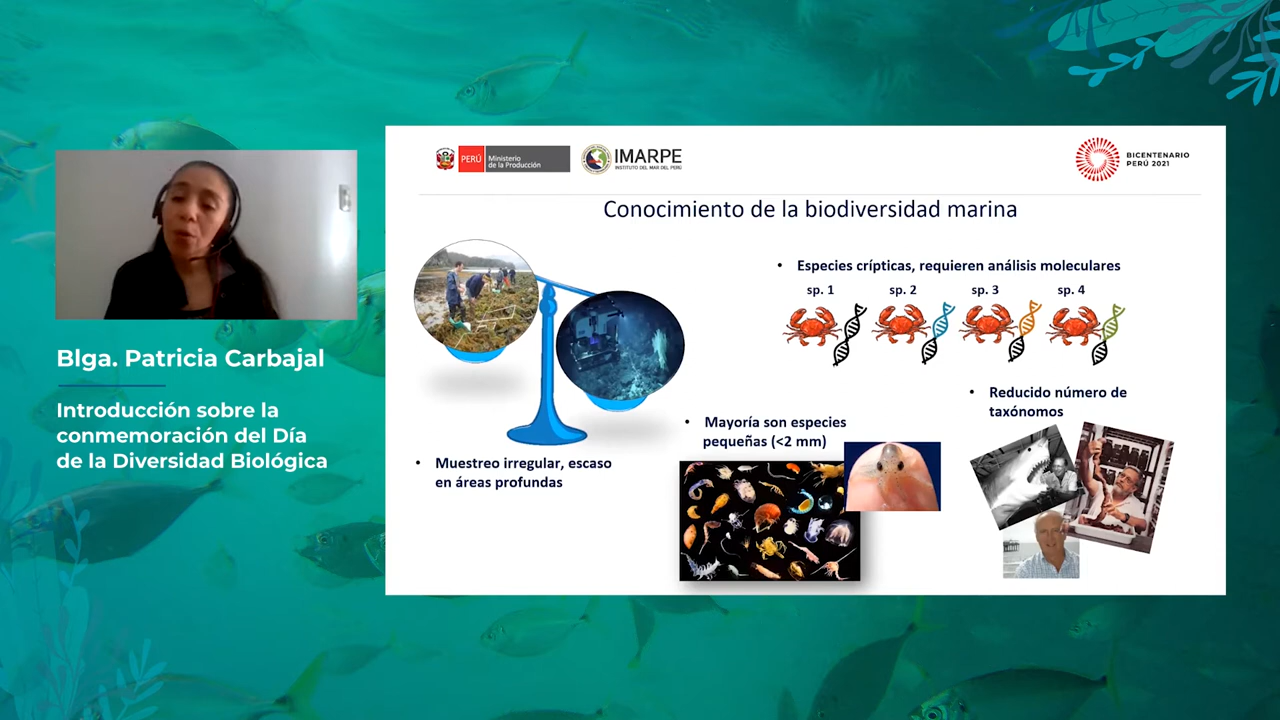 Blga. Patricia Carbajal
Introducción sobre la
conmemoración del Día
de la Diversidad Biológica
PERÚ
Ministerio
de la Producción
IMARPE
INSTITUTO DEL MAR DEL PERÚ
BICENTENARIO
PERÚ 2021
Conocimiento de la biodiversidad marina
• Muestreo irregular, escaso
en áreas profundas
• Mayoría son especies
pequeñas (<2 mm)
• Especies crípticas, requieren análisis moleculares
sp. 1 sp. 2 sp. 3 sp. 4
• Reducido número de
taxónomos